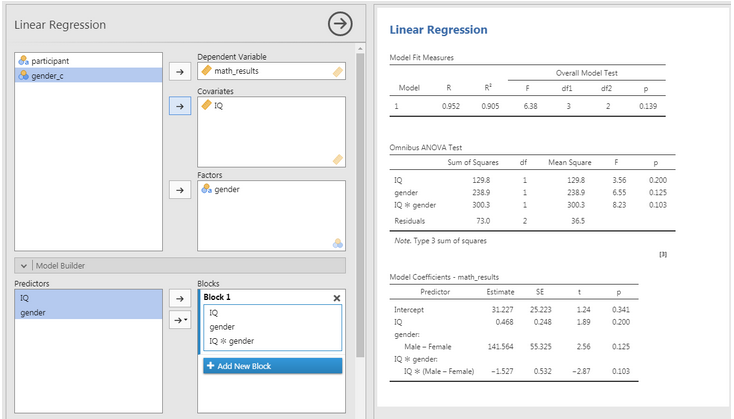 Linear Regression
participant
gender_c
Dependent Variable
math_results
Covariates
IQ
Factors
gender
Model Builder
Predictors
IQ
gender
Blocks
Block 1
IQ
gender
IQ ✻ gender
Add New Block
Linear Regression
Model Fit Measures
Overall Model Test
Model R R² F df1 df2 p
1 0.952 0.905 6.38 3 2 0.139
Omnibus ANOVA Test
Sum of Squares df Mean Square F p
IQ 129.8 1 129.8 3.56 0.200
gender 238.9 1 238.9 6.55 0.125
IQ ✻ gender 300.3 1 300.3 8.23 0.103
Residuals 73.0 2 36.5
Note. Type 3 sum of squares
[3]
Model Coefficients - math_results
Predictor Estimate SE t p
Intercept 31.227 25.223 1.24 0.341
IQ 0.468 0.248 1.89 0.200
gender:
Male – Female 141.564 55.325 2.56 0.125
IQ ✻ gender:
IQ ✻ (Male – Female) −1.527 0.532 −2.87 0.103